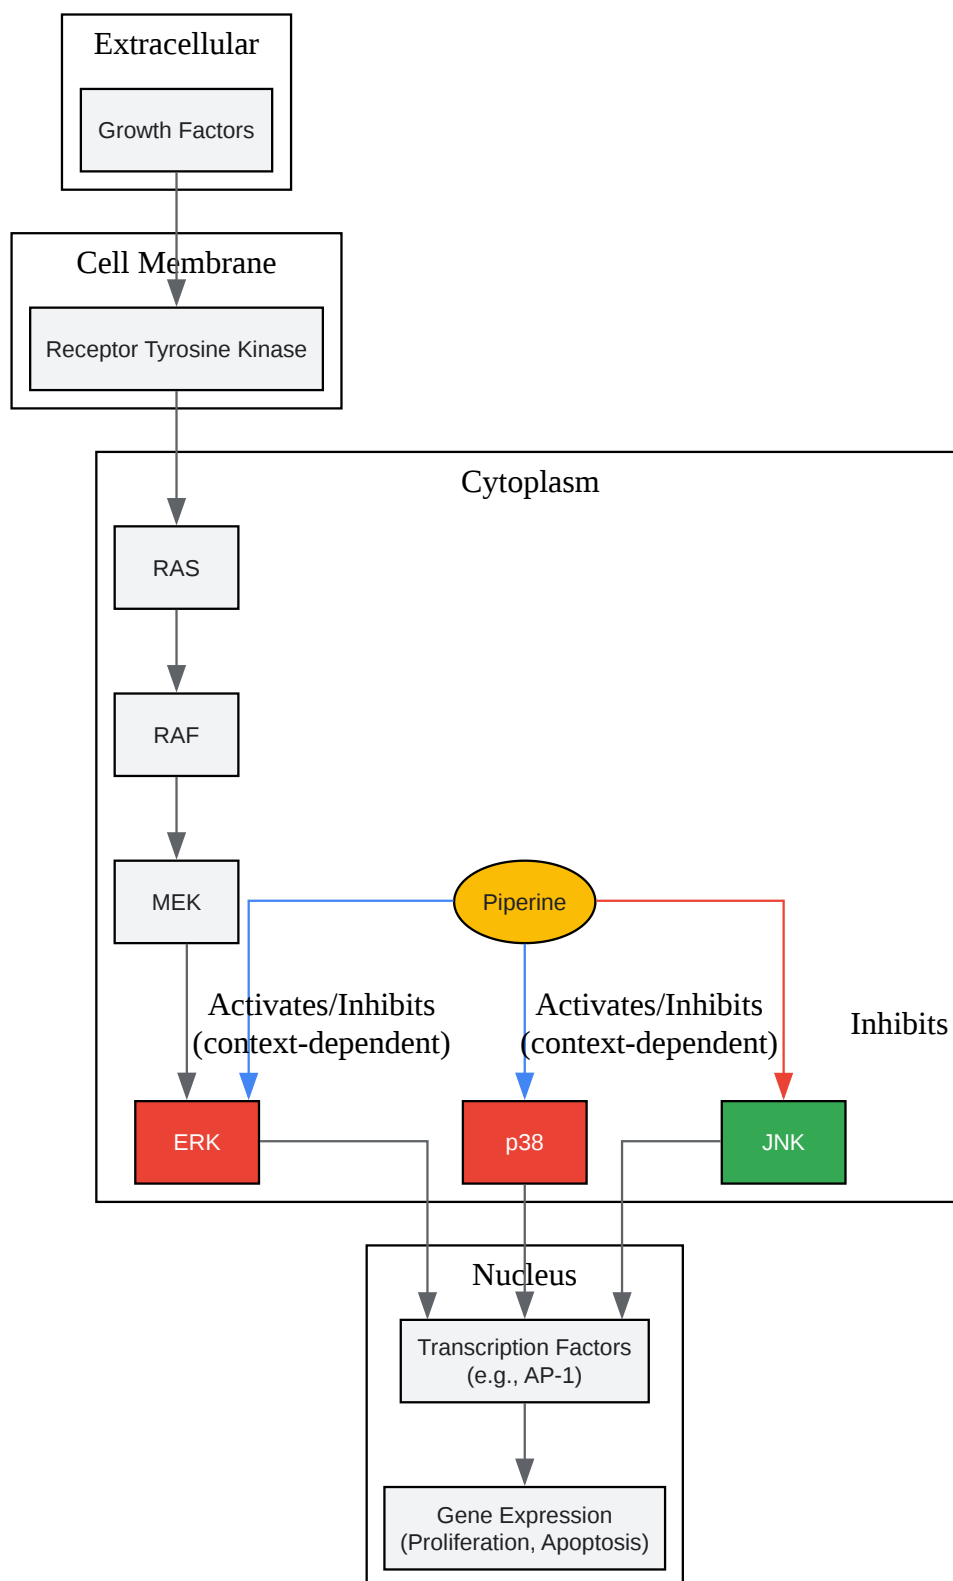 Extracellular
Growth Factors
Cell Membrane
Receptor Tyrosine Kinase
Cytoplasm
RAS
RAF
MEK
Piperine
Activates/Inhibits
(context-dependent)
Activates/Inhibits
(context-dependent)
Inhibits
ERK
p38
JNK
Nucleus
Transcription Factors
(e.g., AP-1)
Gene Expression
(Proliferation, Apoptosis)